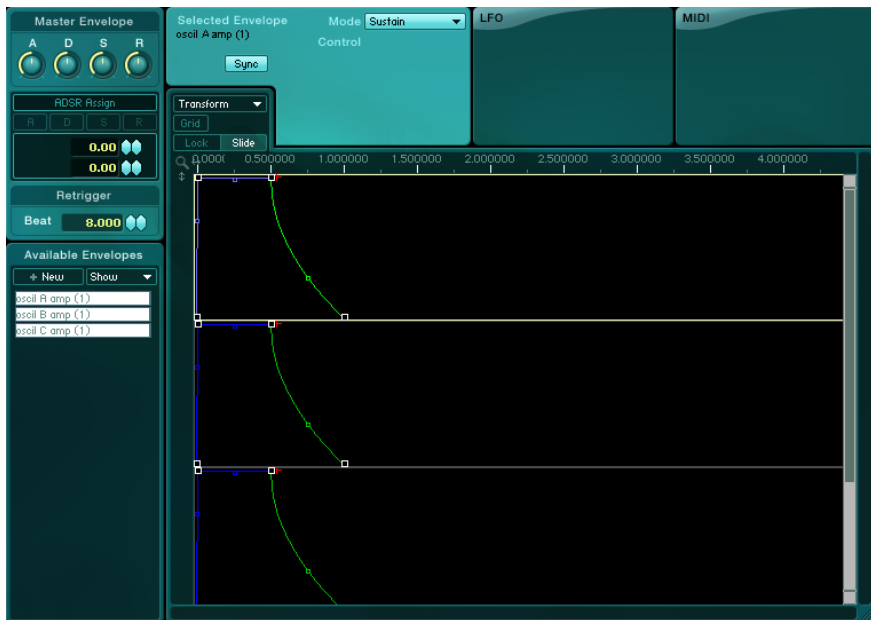 Master Envelope
A D S R
ADSR Assign
A D S R
0.00
0.00
Retrigger
Beat 8.000
Available Envelopes
+ New Show
oscil A amp (1)
oscil B amp (1)
oscil C amp (1)
Selected Envelope Mode Sustain
oscil A amp (1)
Control
Sync
LFO
MIDI
Transform
Grid
Lock Slide
0.500000 1.000000 1.500000 2.000000 2.500000 3.000000 3.500000 4.000000